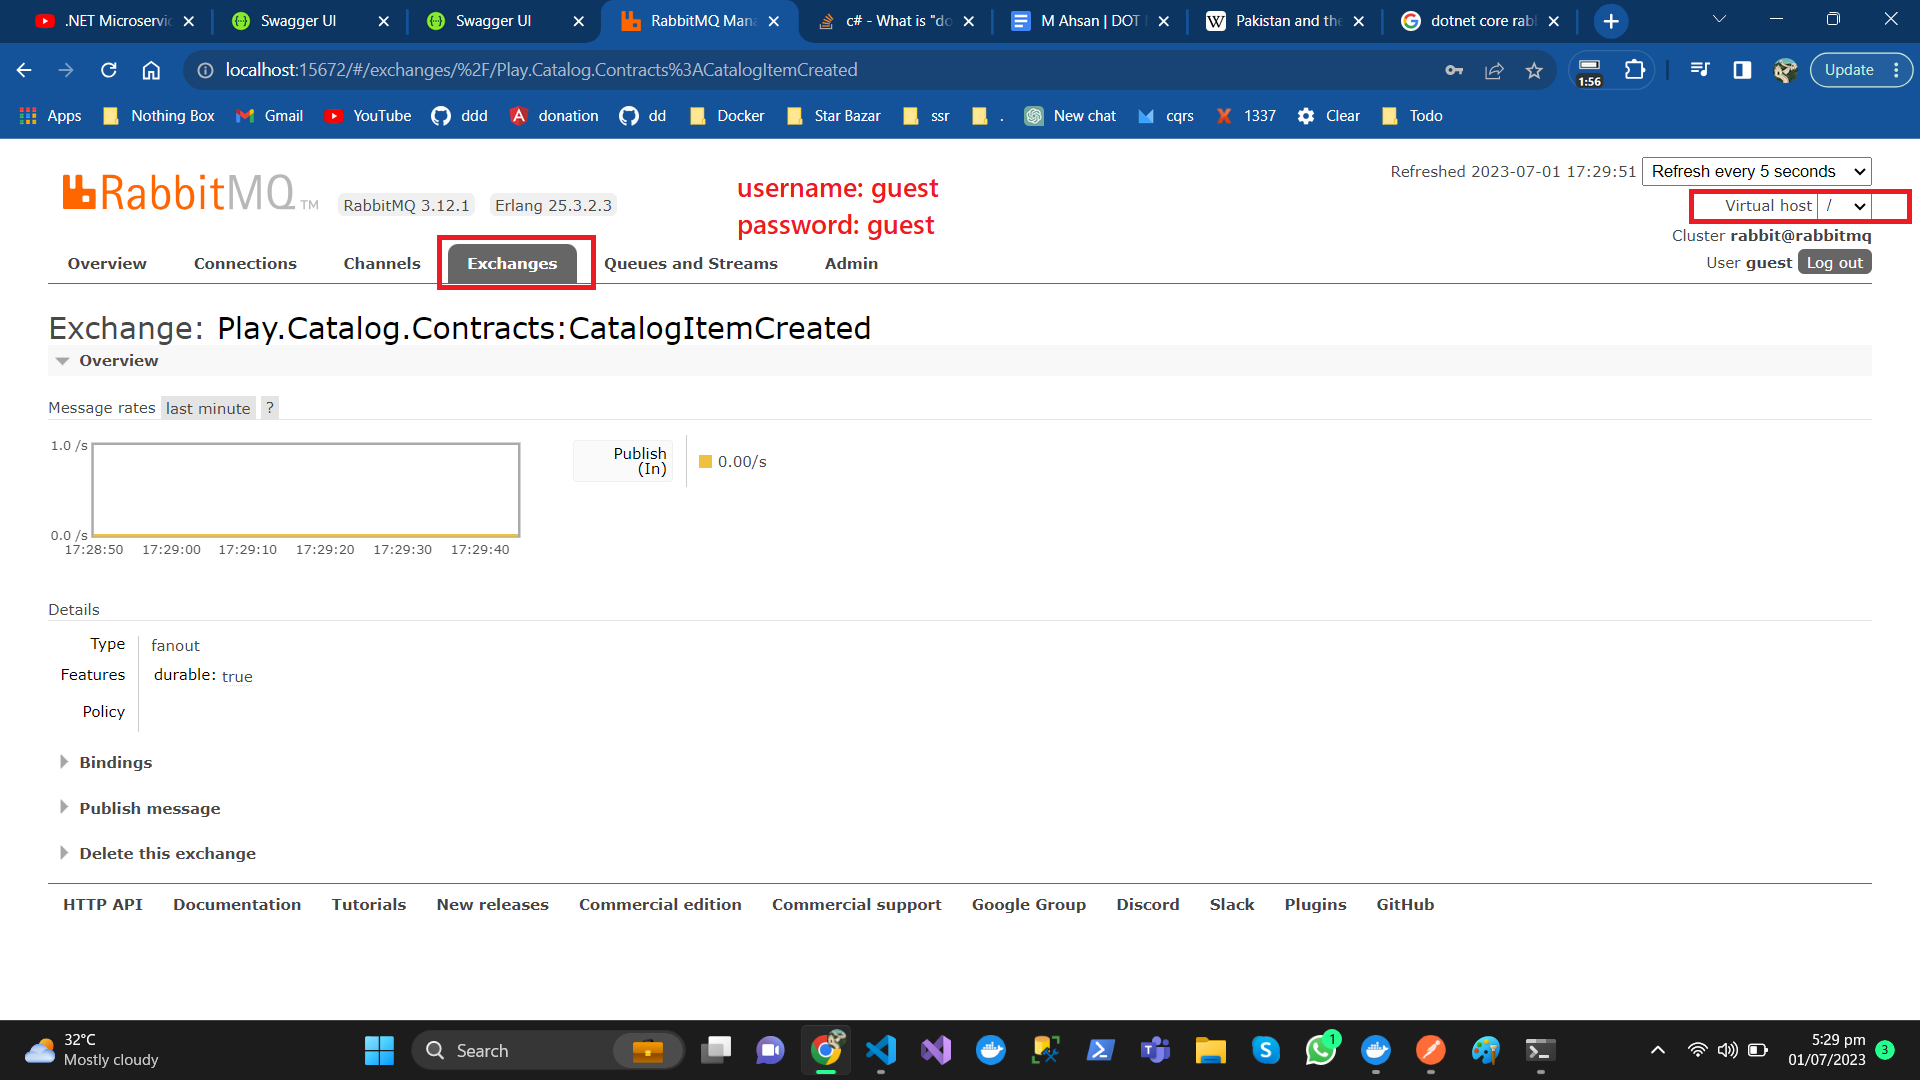 .NET Microservic
Swagger UI
Swagger UI
RabbitMQ Mana
c# - What is "do
M Ahsan | DOT
Pakistan and the
dotnet core rab
localhost:15672/#/exchanges/%2F/Play.Catalog.Contracts%3ACatalogItemCreated
1:56
Update
Apps
Nothing Box
Gmail
YouTube
ddd
donation
dd
Docker
Star Bazar
ssr
.
New chat
cqrs
1337
Clear
Todo
RabbitMQ TM
RabbitMQ 3.12.1
Erlang 25.3.2.3
username: guest
password: guest
Refreshed 2023-07-01 17:29:51
Refresh every 5 seconds
Virtual host /
Cluster rabbit@rabbitmq
User guest Log out
Overview
Connections
Channels
Exchanges
Queues and Streams
Admin
Exchange: Play.Catalog.Contracts:CatalogItemCreated
Overview
Message rates last minute ?
1.0 /s
0.0 /s
17:28:50
17:29:00
17:29:10
17:29:20
17:29:30
17:29:40
Publish
(In)
0.00/s
Details
Type fanout
Features durable: true
Policy
Bindings
Publish message
Delete this exchange
HTTP API
Documentation
Tutorials
New releases
Commercial edition
Commercial support
Google Group
Discord
Slack
Plugins
GitHub
32°C
Mostly cloudy
Search
1
5:29 pm
01/07/2023
3